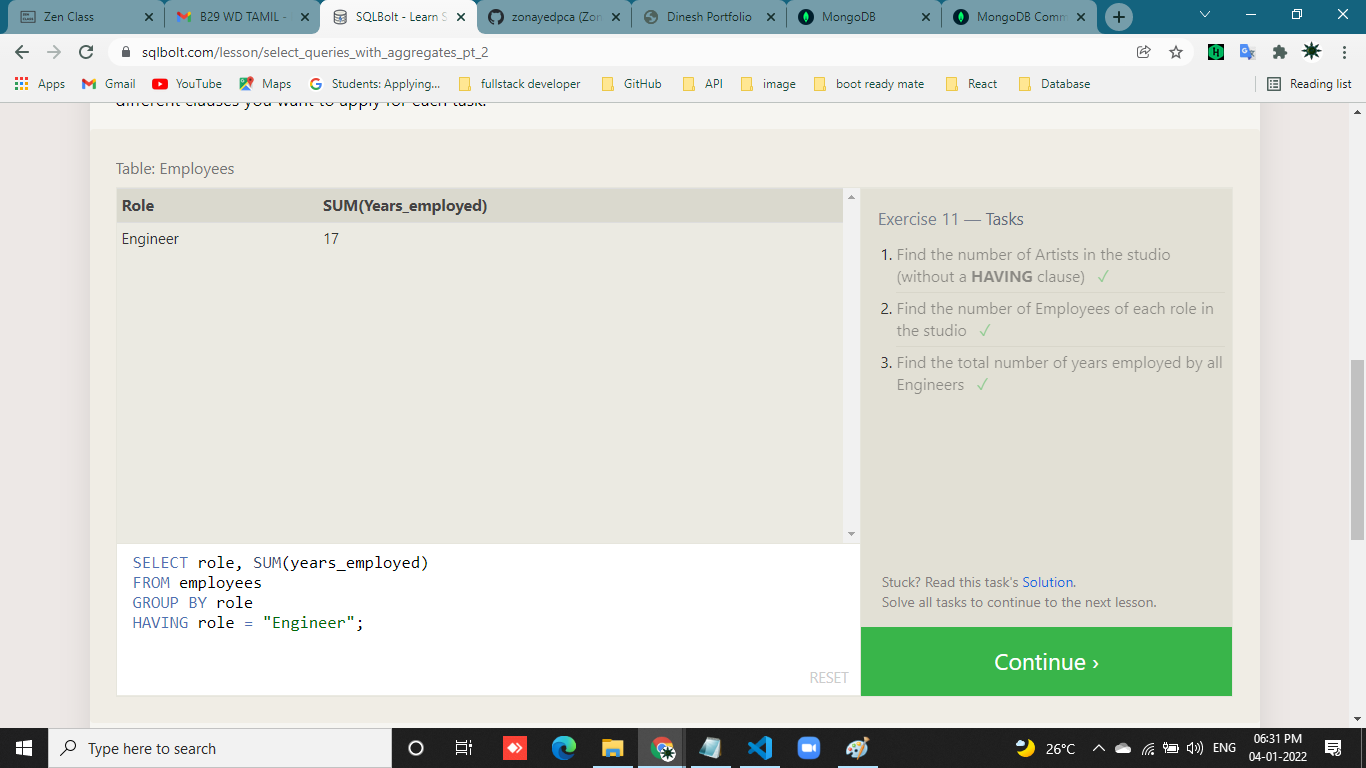 Zen Class
B29 WD TAMIL -
SQLBolt - Learn S
zonayedpca (Zon
Dinesh Portfolio
MongoDB
MongoDB Comm
sqlbolt.com/lesson/select_queries_with_aggregates_pt_2
Apps
Gmail
YouTube
Maps
Students: Applying...
fullstack developer
GitHub
API
image
boot ready mate
React
Database
Reading list
different clauses you want to apply for each task.
Table: Employees
Role SUM(Years_employed)
Engineer 17
SELECT role, SUM(years_employed)
FROM employees
GROUP BY role
HAVING role = "Engineer";
RESET
Exercise 11 — Tasks
1. Find the number of Artists in the studio
(without a HAVING clause) ✓
2. Find the number of Employees of each role in
the studio ✓
3. Find the total number of years employed by all
Engineers ✓
Stuck? Read this task's Solution.
Solve all tasks to continue to the next lesson.
Continue ›
Type here to search
26°C
ENG
06:31 PM
04-01-2022